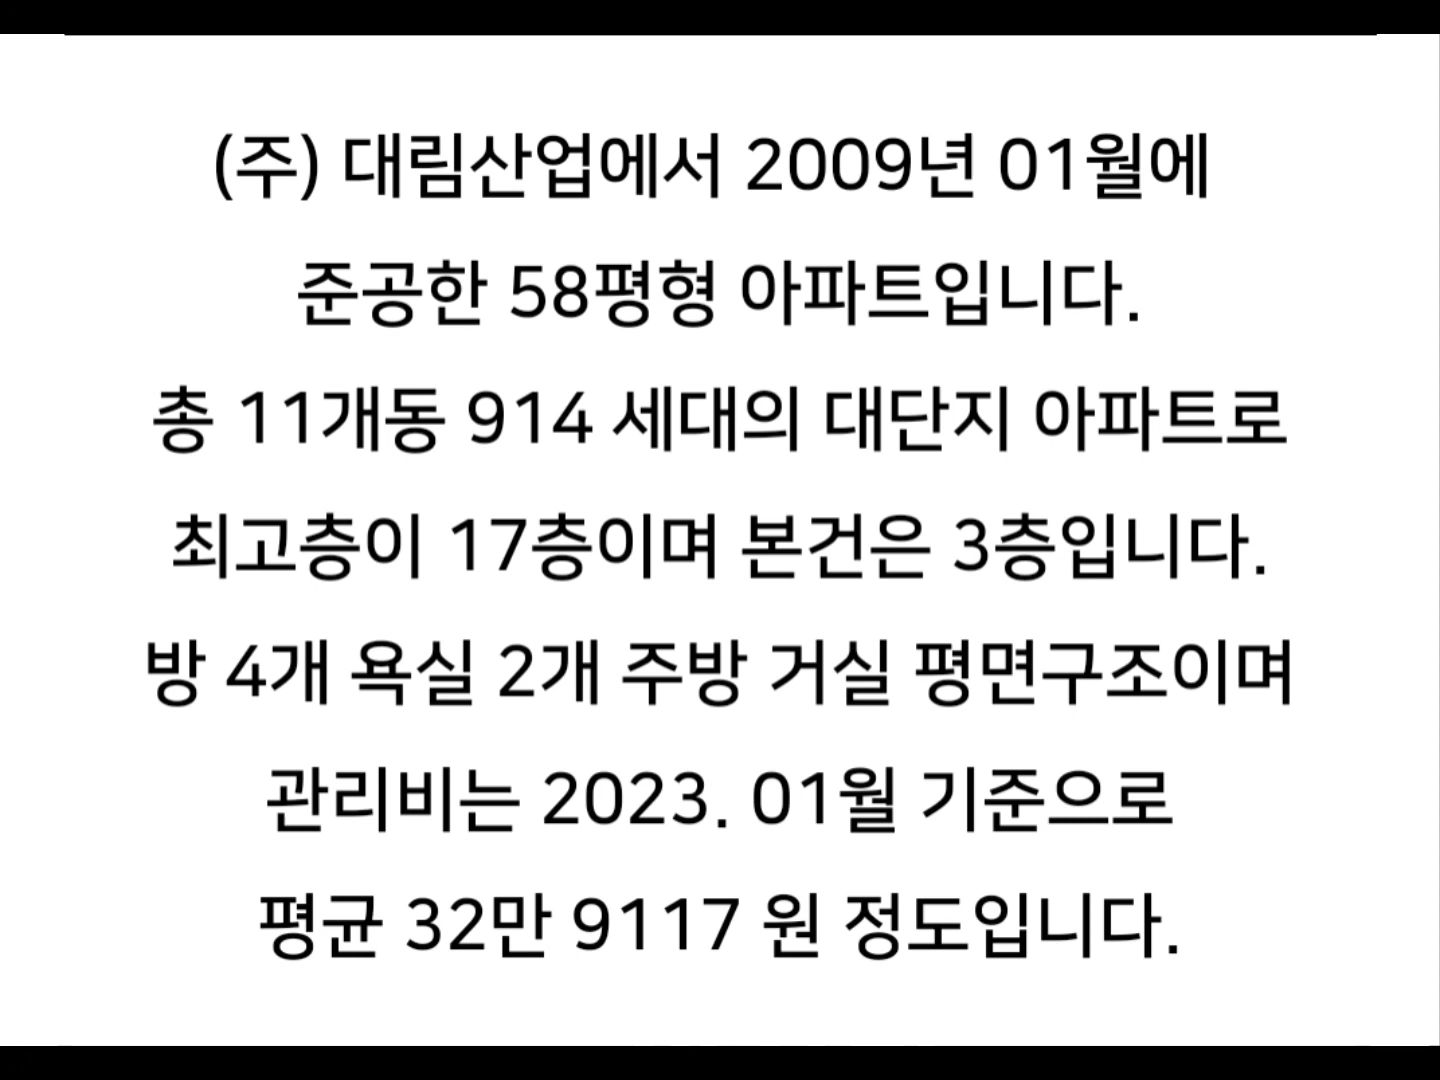 (주) 대림산업에서 2009년 01월에
준공한 58평형 아파트입니다.
총 11개동 914 세대의 대단지 아파트로
최고층이 17층이며 본건은 3층입니다.
방 4개 욕실 2개 주방 거실 평면구조이며
관리비는 2023. 01월 기준으로
평균 32만 9117 원 정도입니다.